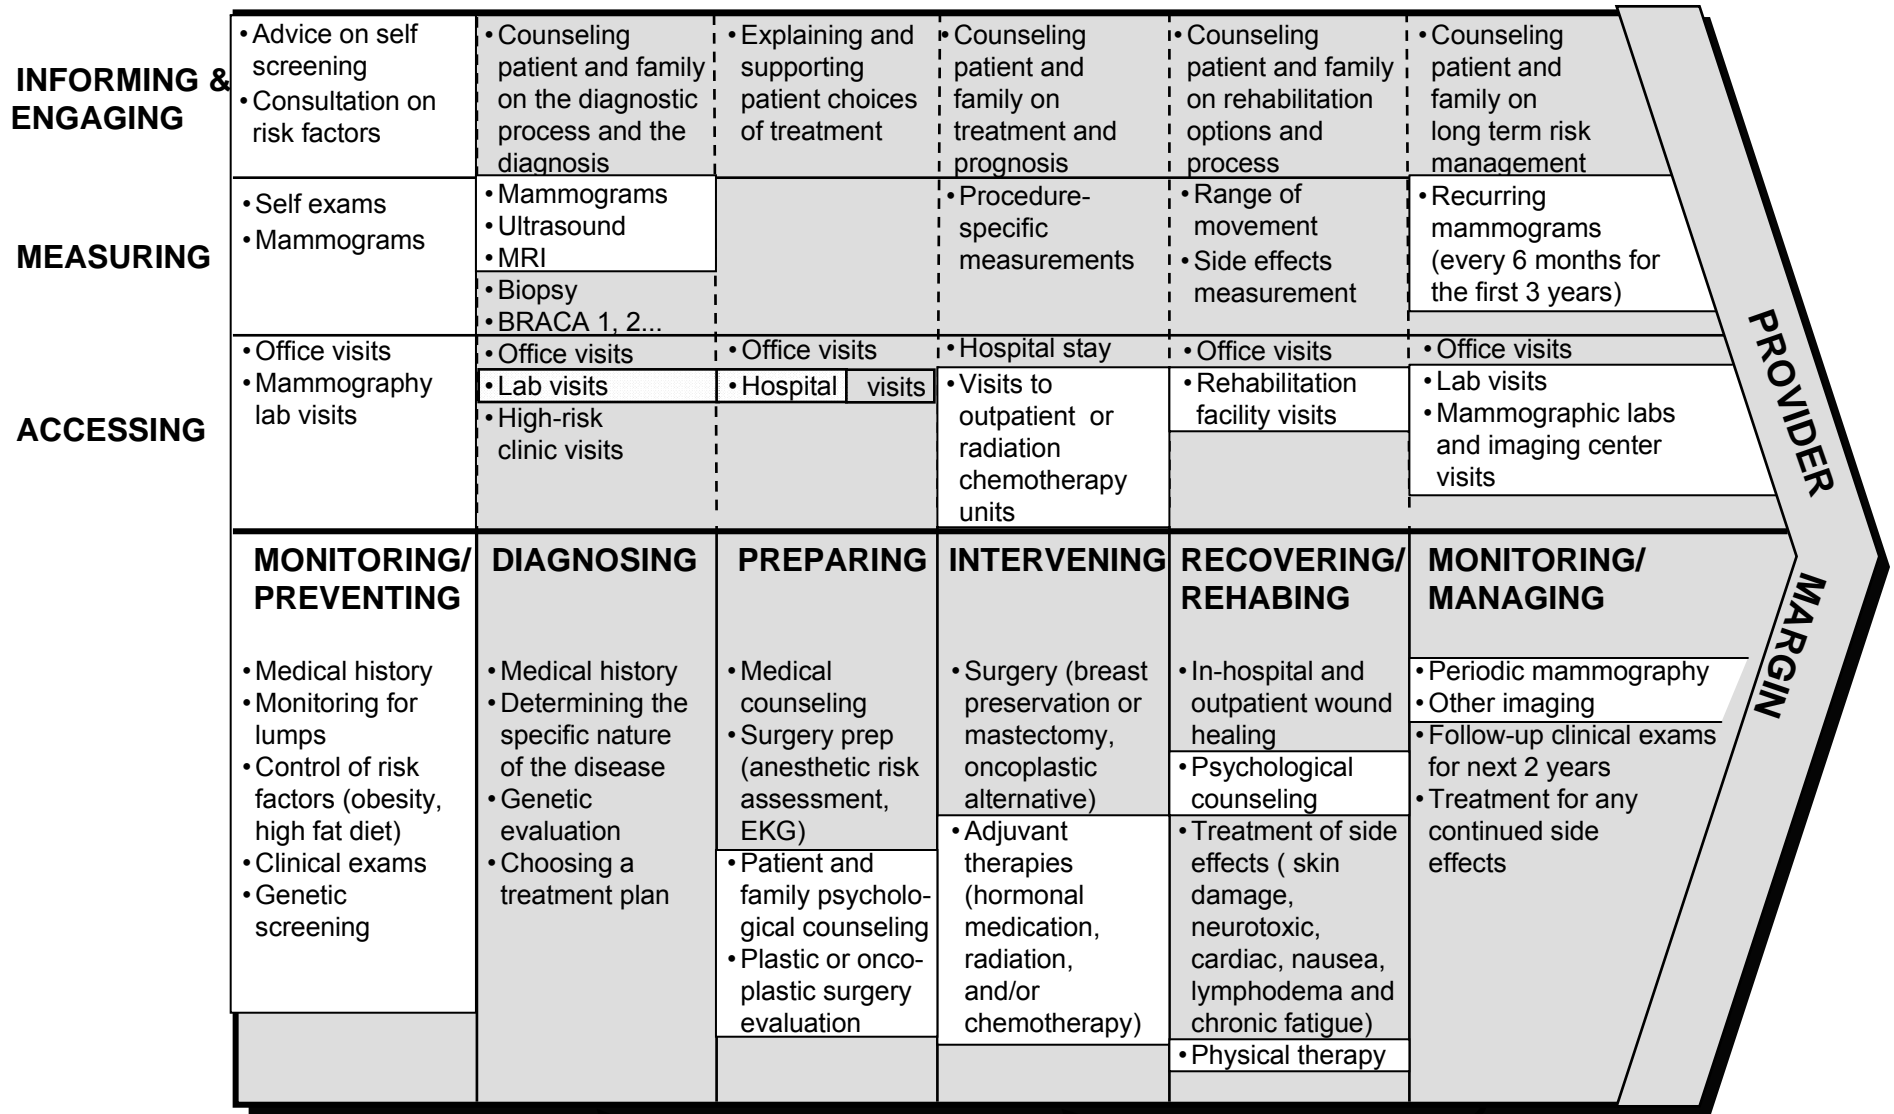 INFORMING &
ENGAGING
• Advice on self
screening
• Consultation on
risk factors
• Counseling
patient and family
on the diagnostic
process and the
diagnosis
• Explaining and
supporting
patient choices
of treatment
• Counseling
patient and
family on
treatment and
prognosis
• Counseling
patient and family
on rehabilitation
options and
process
• Counseling
patient and
family on
long term risk
management
MEASURING
• Self exams
• Mammograms
• Mammograms
• Ultrasound
• MRI
• Biopsy
• BRACA 1, 2...
• Procedure-
specific
measurements
• Range of
movement
• Side effects
measurement
• Recurring
mammograms
(every 6 months for
the first 3 years)
ACCESSING
• Office visits
• Mammography
lab visits
• Office visits
• Lab visits
• High-risk
clinic visits
• Office visits
• Hospital visits
• Hospital stay
• Visits to
outpatient or
radiation
chemotherapy
units
• Office visits
• Rehabilitation
facility visits
• Office visits
• Lab visits
• Mammographic labs
and imaging center
visits
MONITORING/
PREVENTING
• Medical history
• Monitoring for
lumps
• Control of risk
factors (obesity,
high fat diet)
• Clinical exams
• Genetic
screening
DIAGNOSING
• Medical history
• Determining the
specific nature
of the disease
• Genetic
evaluation
• Choosing a
treatment plan
PREPARING
• Medical
counseling
• Surgery prep
(anesthetic risk
assessment,
EKG)
• Patient and
family psycholo-
gical counseling
• Plastic or onco-
plastic surgery
evaluation
INTERVENING
• Surgery (breast
preservation or
mastectomy,
oncoplastic
alternative)
• Adjuvant
therapies
(hormonal
medication,
radiation,
and/or
chemotherapy)
RECOVERING/
REHABING
• In-hospital and
outpatient wound
healing
• Psychological
counseling
• Treatment of side
effects ( skin
damage,
neurotoxic,
cardiac, nausea,
lymphodema and
chronic fatigue)
• Physical therapy
MONITORING/
MANAGING
• Periodic mammography
• Other imaging
• Follow-up clinical exams
for next 2 years
• Treatment for any
continued side
effects
PROVIDER
MARGIN